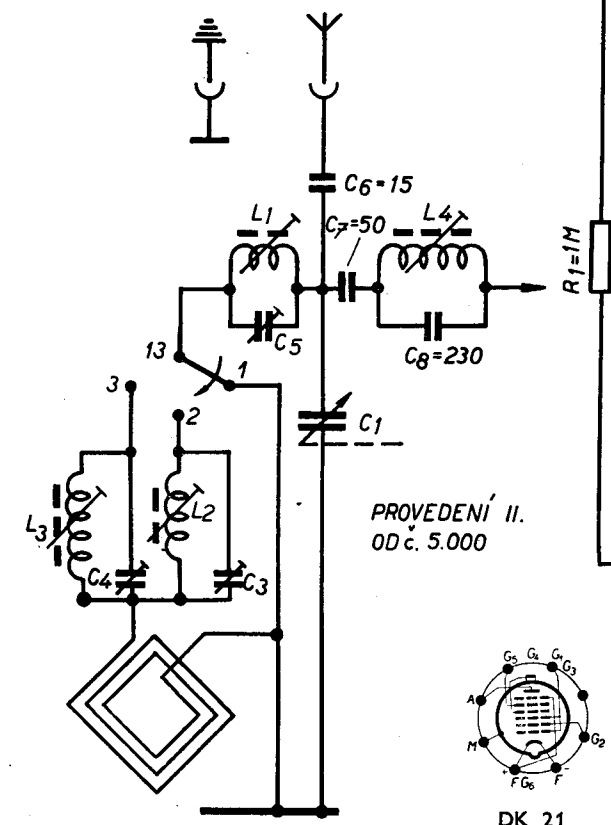 C6=15
L1
C7=50
L4
R1=1M
C5
C8=230
13
1
3
2
C1
L3
L2
C4
C3
PROVEDENÍ II.
OD č. 5.000
G5 G4 G1
G3
A
G2
M
+ F G6 F -
DK 21